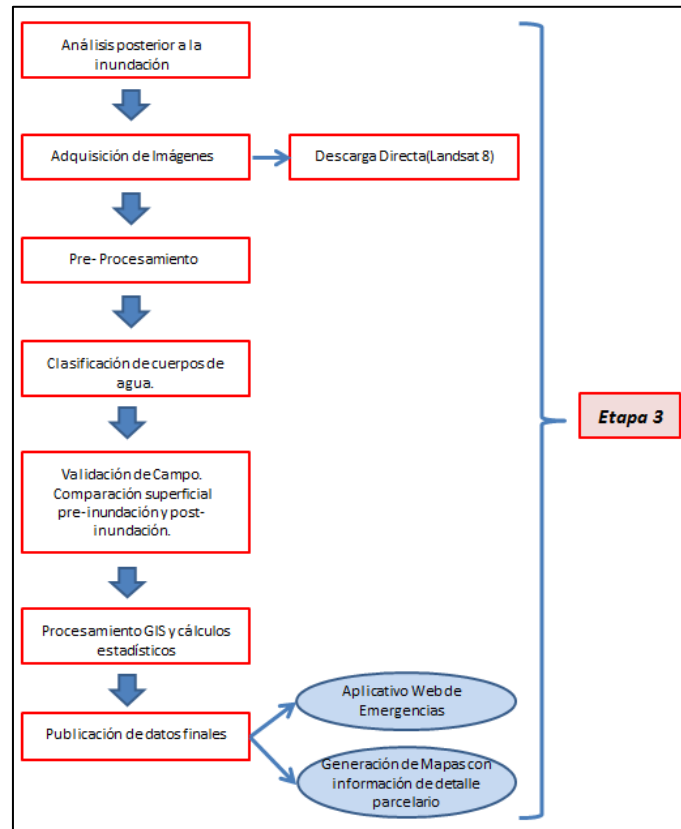 Análisis posterior a la
inundación
Adquisición de Imágenes
Descarga Directa(Landsat 8)
Pre- Procesamiento
Clasificación de cuerpos de
agua.
Validación de Campo.
Comparación superficial
pre-inundación y post-
inundación.
Etapa 3
Procesamiento GIS y cálculos
estadísticos
Publicación de datos finales
Aplicativo Web de
Emergencias
Generación de Mapas con
información de detalle
parcelario